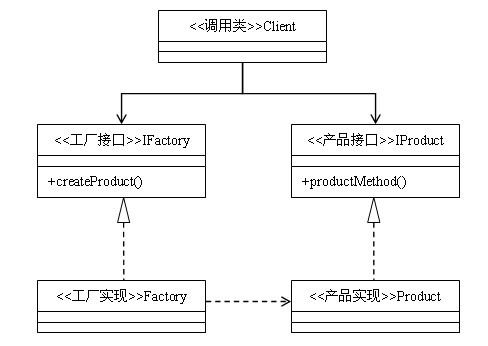 <<调用类>>Client
<<工厂接口>>IFactory
+createProduct()
<<产品接口>>IProduct
+productMethod()
<<工厂实现>>Factory
<<产品实现>>Product